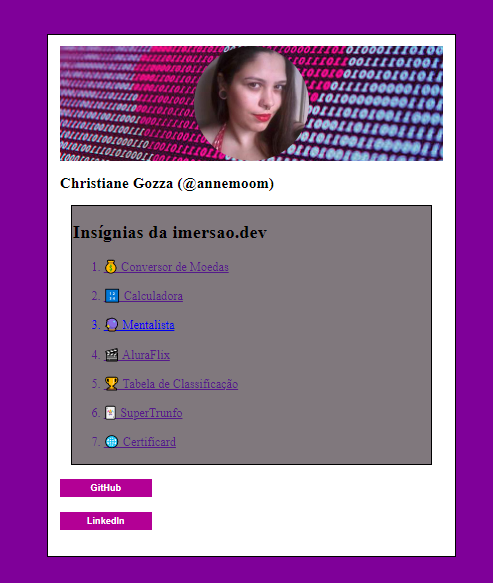 Christiane Gozza (@annemoom)
Insígnias da imersao.dev
1. Conversor de Moedas
2. Calculadora
3. Mentalista
4. AluraFlix
5. Tabela de Classificação
6. SuperTrunfo
7. Certificard
GitHub
LinkedIn